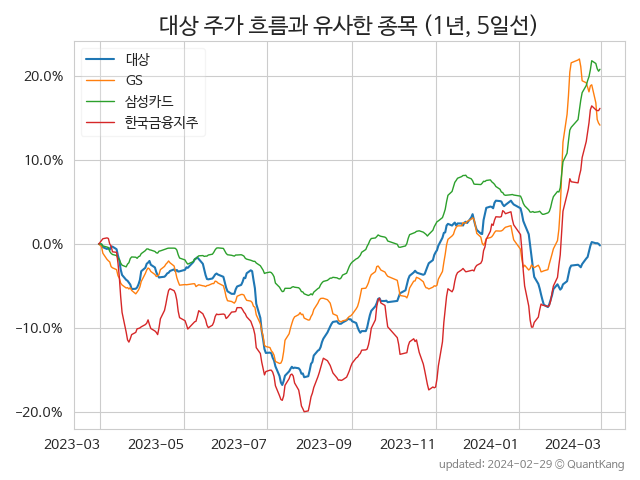 대상 주가 흐름과 유사한 종목 (1년, 5일선)
대상
GS
삼성카드
한국금융지주
20.0%
10.0%
0.0%
−10.0%
−20.0%
2023-03 2023-05 2023-07 2023-09 2023-11 2024-01 2024-03
updated: 2024-02-29 © QuantKang